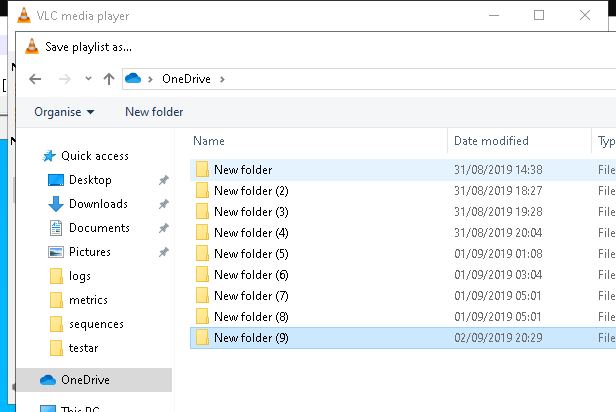 VLC media player
Save playlist as...
OneDrive
Organise New folder
Name Date modified Typ
Quick access
Desktop
Downloads
Documents
Pictures
logs
metrics
sequences
testar
OneDrive
This PC
New folder 31/08/2019 14:38 File
New folder (2) 31/08/2019 18:27 File
New folder (3) 31/08/2019 19:28 File
New folder (4) 31/08/2019 20:04 File
New folder (5) 01/09/2019 01:08 File
New folder (6) 01/09/2019 03:04 File
New folder (7) 01/09/2019 05:01 File
New folder (8) 01/09/2019 05:01 File
New folder (9) 02/09/2019 20:29 File